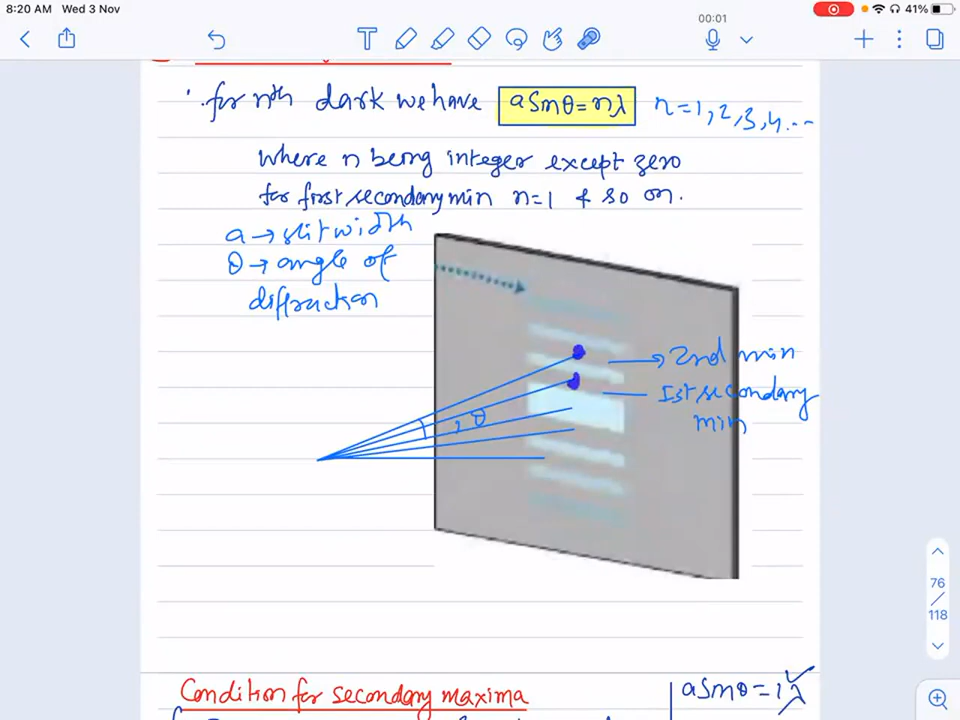 8:20 AM Wed 3 Nov
41%
00:01
∴ for nth dark we have a sinθ = nλ n = 1, 2, 3, 4 ...
where n being integer except zero
for first secondary min n=1 & so on.
a → slit width
θ → angle of
diffraction
→ 2nd min
Ist secondary
min
θ
76
/
118
Condition for secondary maxima
a sinθ = 1λ